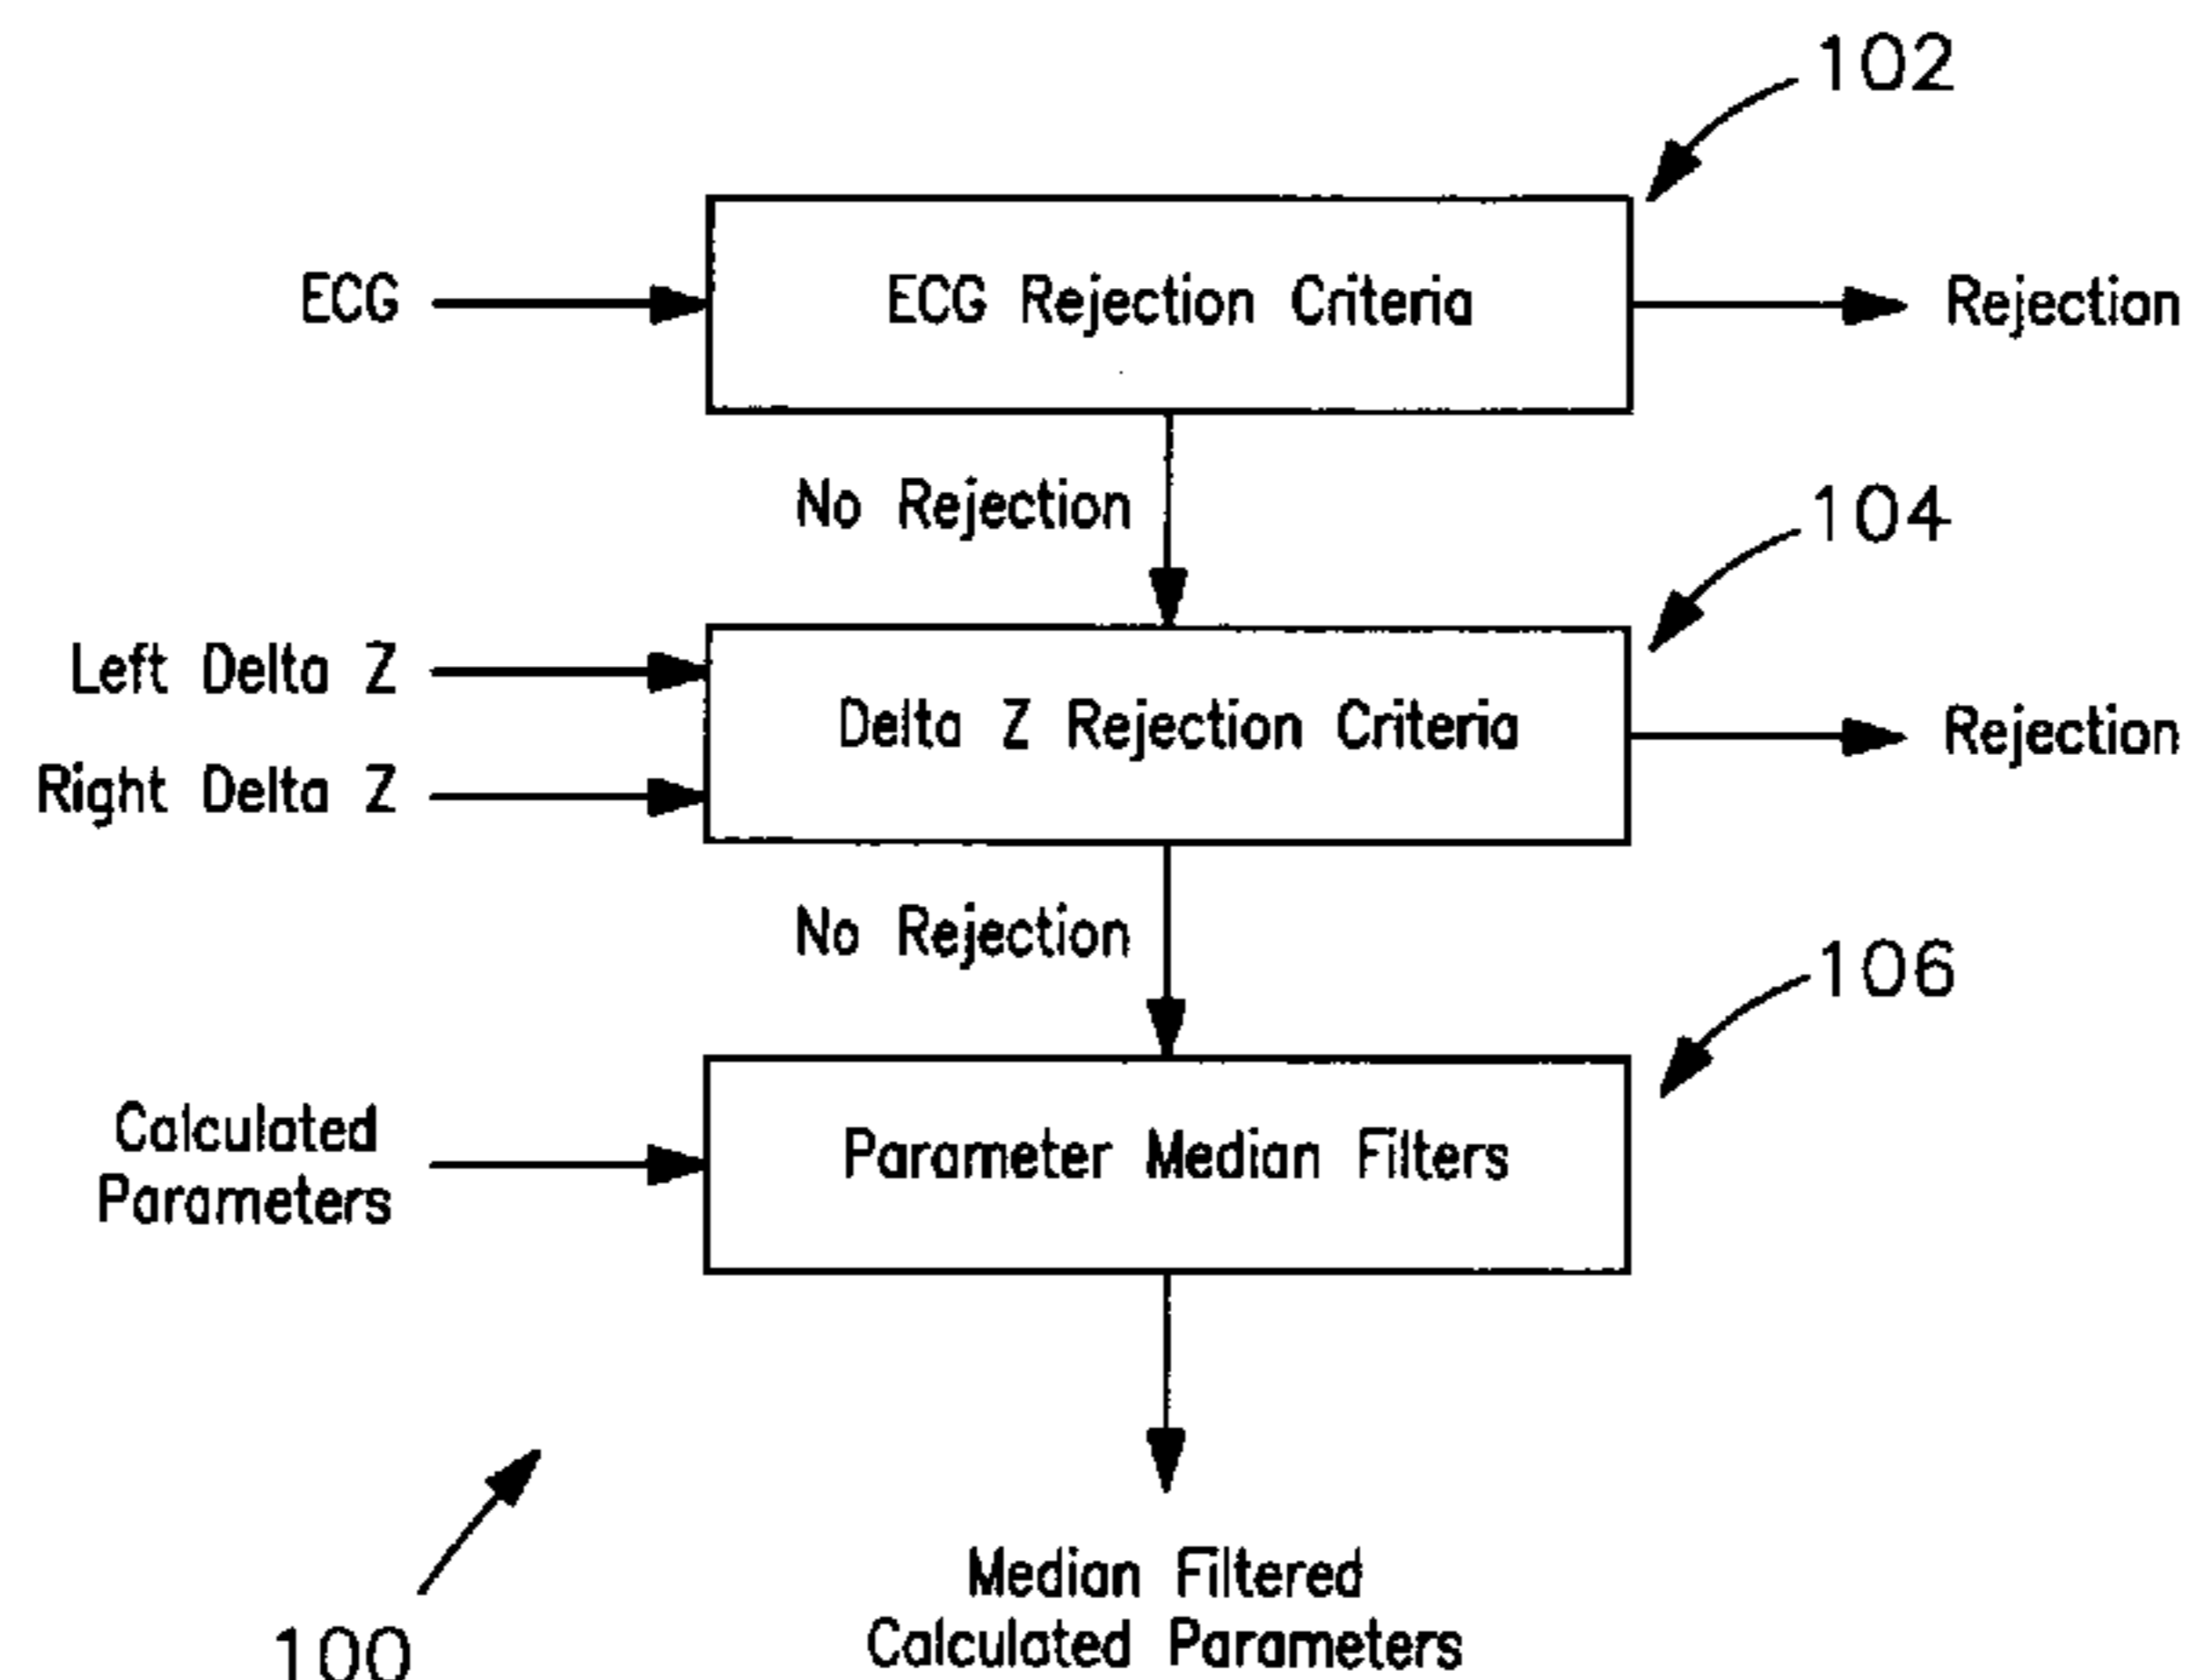 102
ECG
ECG Rejection Criteria
Rejection
No Rejection
104
Left Delta Z
Delta Z Rejection Criteria
Rejection
Right Delta Z
No Rejection
106
Calculated
Parameters
Parameter Median Filters
Median Filtered
Calculated Parameters
100